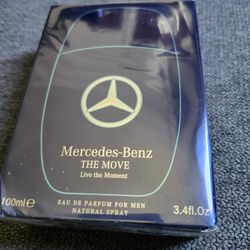 Mercedes-Benz
THE MOVE
Live the Moment
EAU DE PARFUM FOR MEN
NATURAL SPRAY
100ml℮
3.4fl.oz